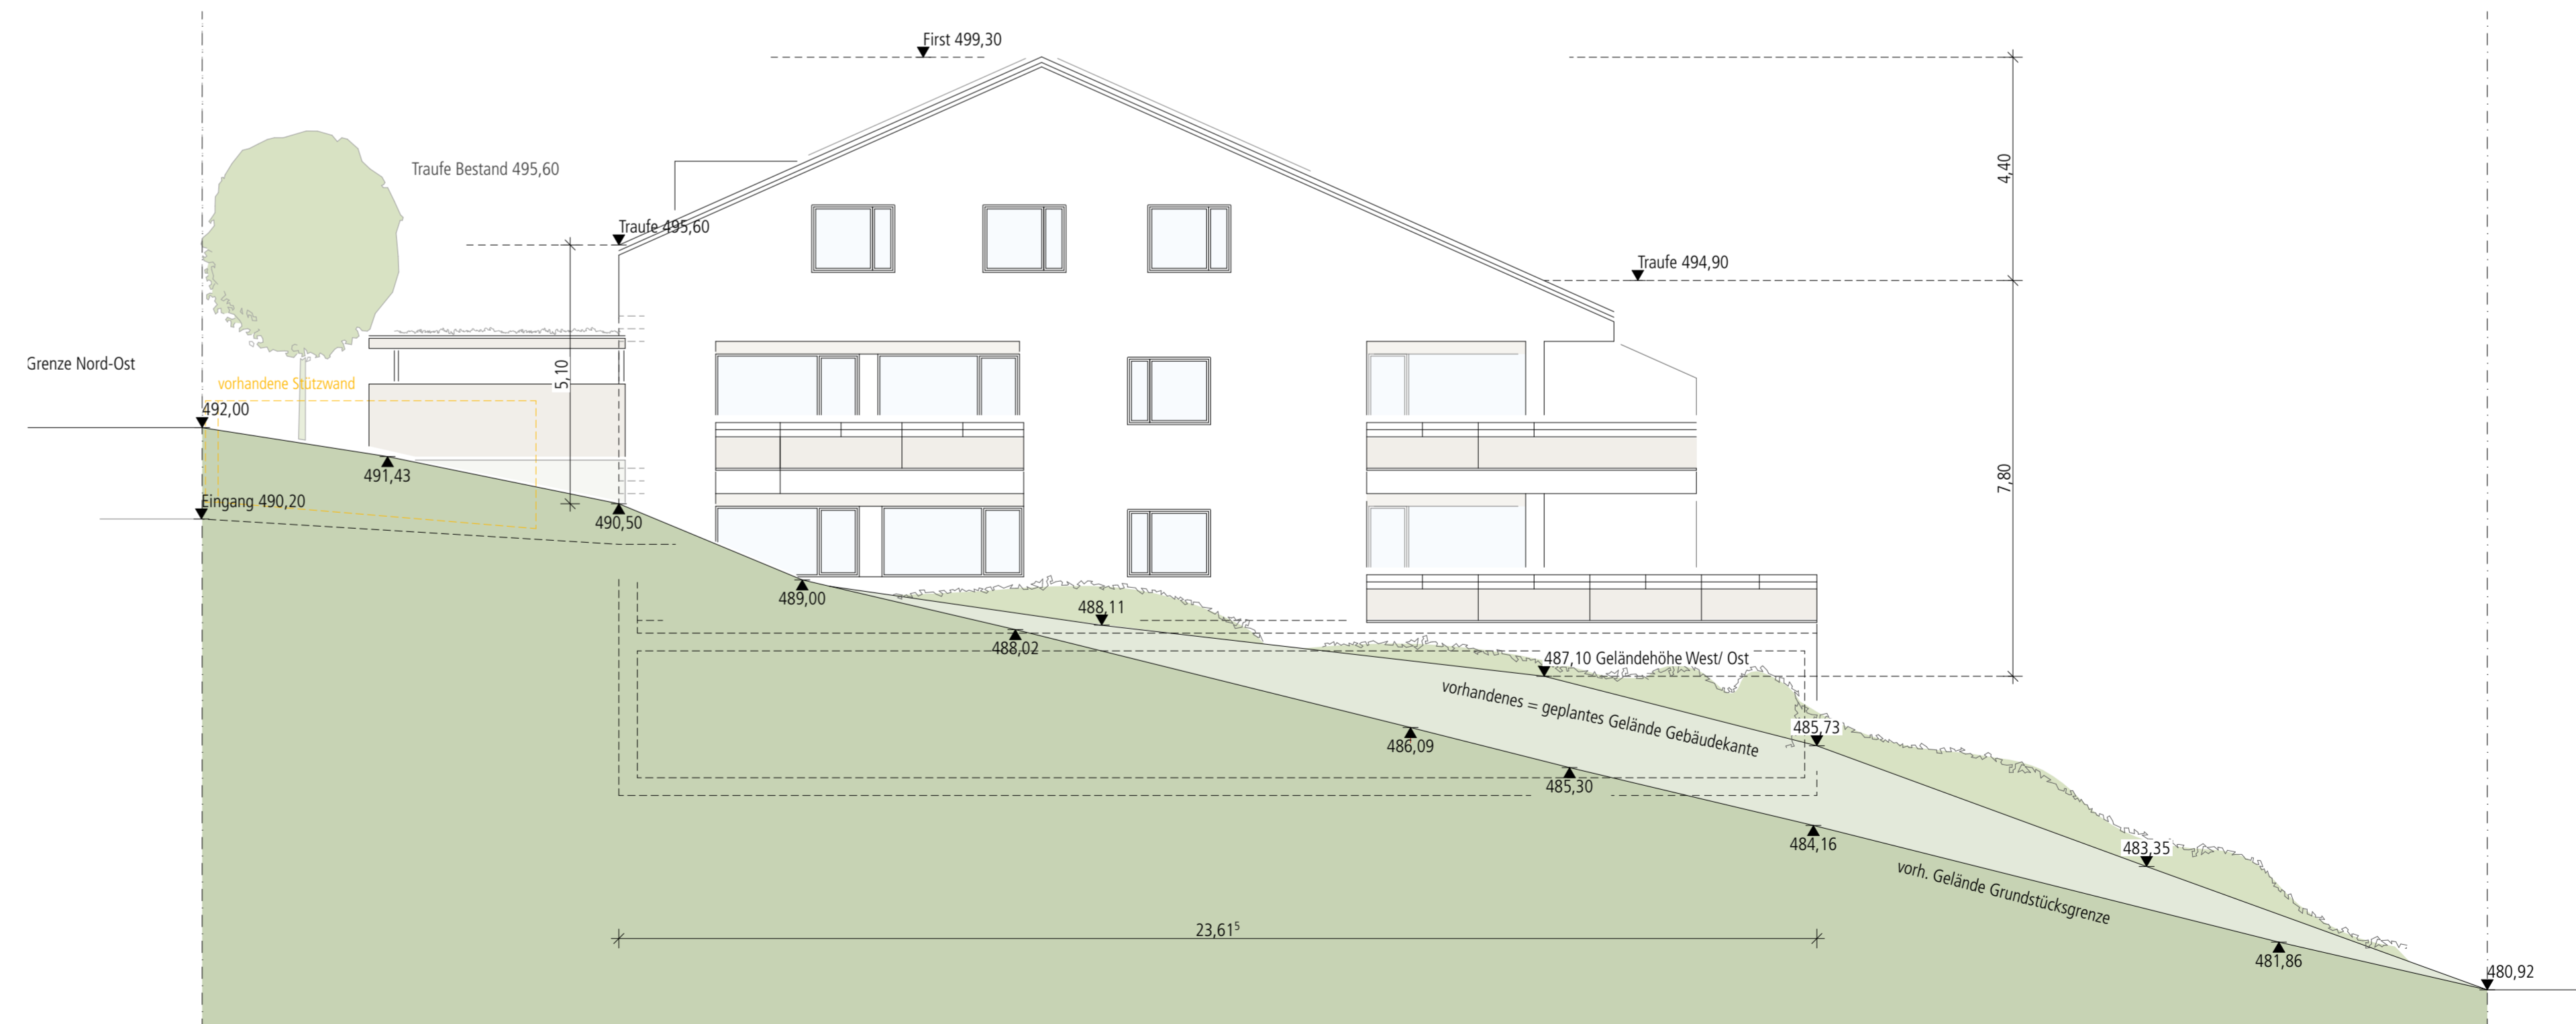 First 499,30
Traufe Bestand 495,60
4,40
Traufe 495,60
Traufe 494,90
Grenze Nord-Ost
5,10
vorhandene Stützwand
492,00
491,43
7,80
Eingang 490,20
490,50
489,00
488,11
488,02
487,10 Geländehöhe West/ Ost
vorhandenes = geplantes Gelände Gebäudekante
485,73
486,09
485,30
484,16
483,35
vorh. Gelände Grundstücksgrenze
23,61⁵
481,86
480,92